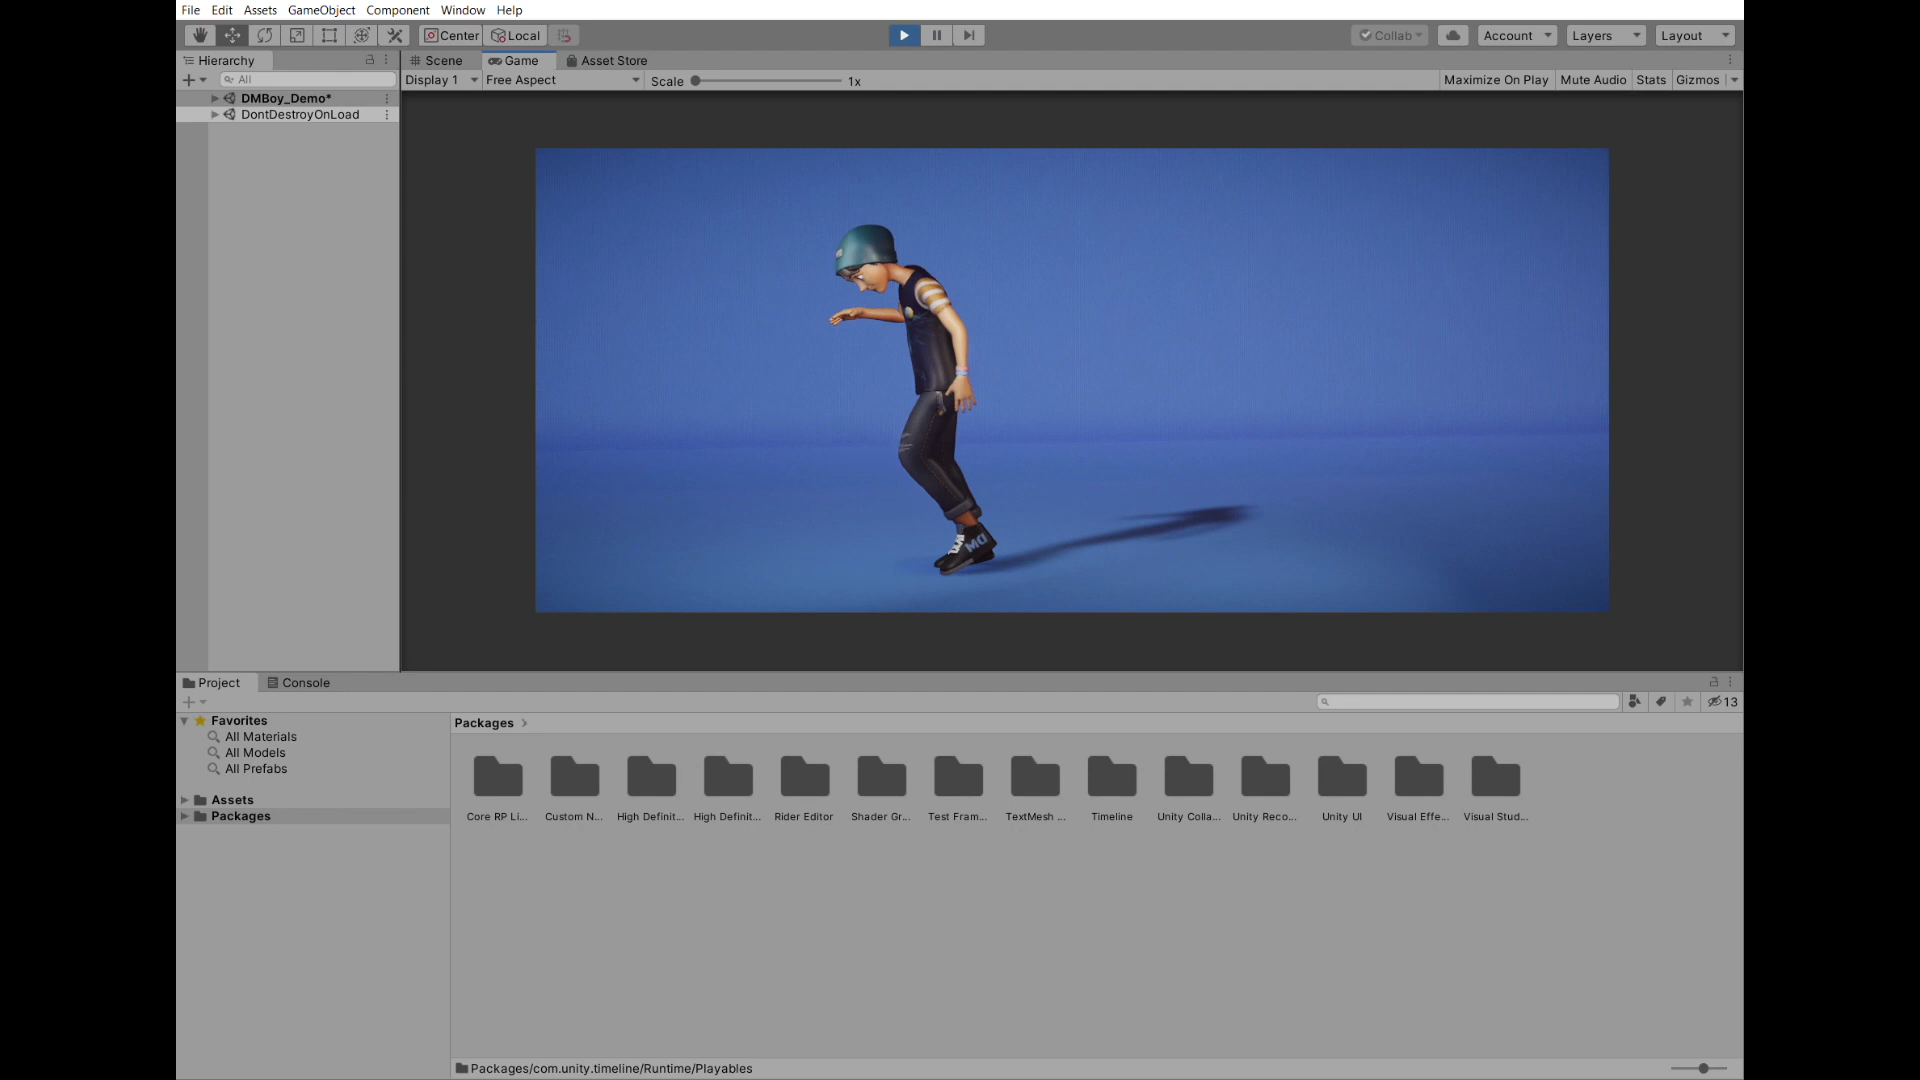 File Edit Assets GameObject Component Window Help
Center Local Collab Account Layers Layout
Hierarchy Scene Game Asset Store
All Display 1 Free Aspect Scale 1x Maximize On Play Mute Audio Stats Gizmos
DMBoy_Demo*
DontDestroyOnLoad
DM
Project Console
13
Favorites Packages
All Materials
All Models
All Prefabs
Assets
Packages
Core RP Li... Custom N... High Definit... High Definit... Rider Editor Shader Gr... Test Fram... TextMesh ... Timeline Unity Colla... Unity Reco... Unity UI Visual Effe... Visual Stud...
Packages/com.unity.timeline/Runtime/Playables